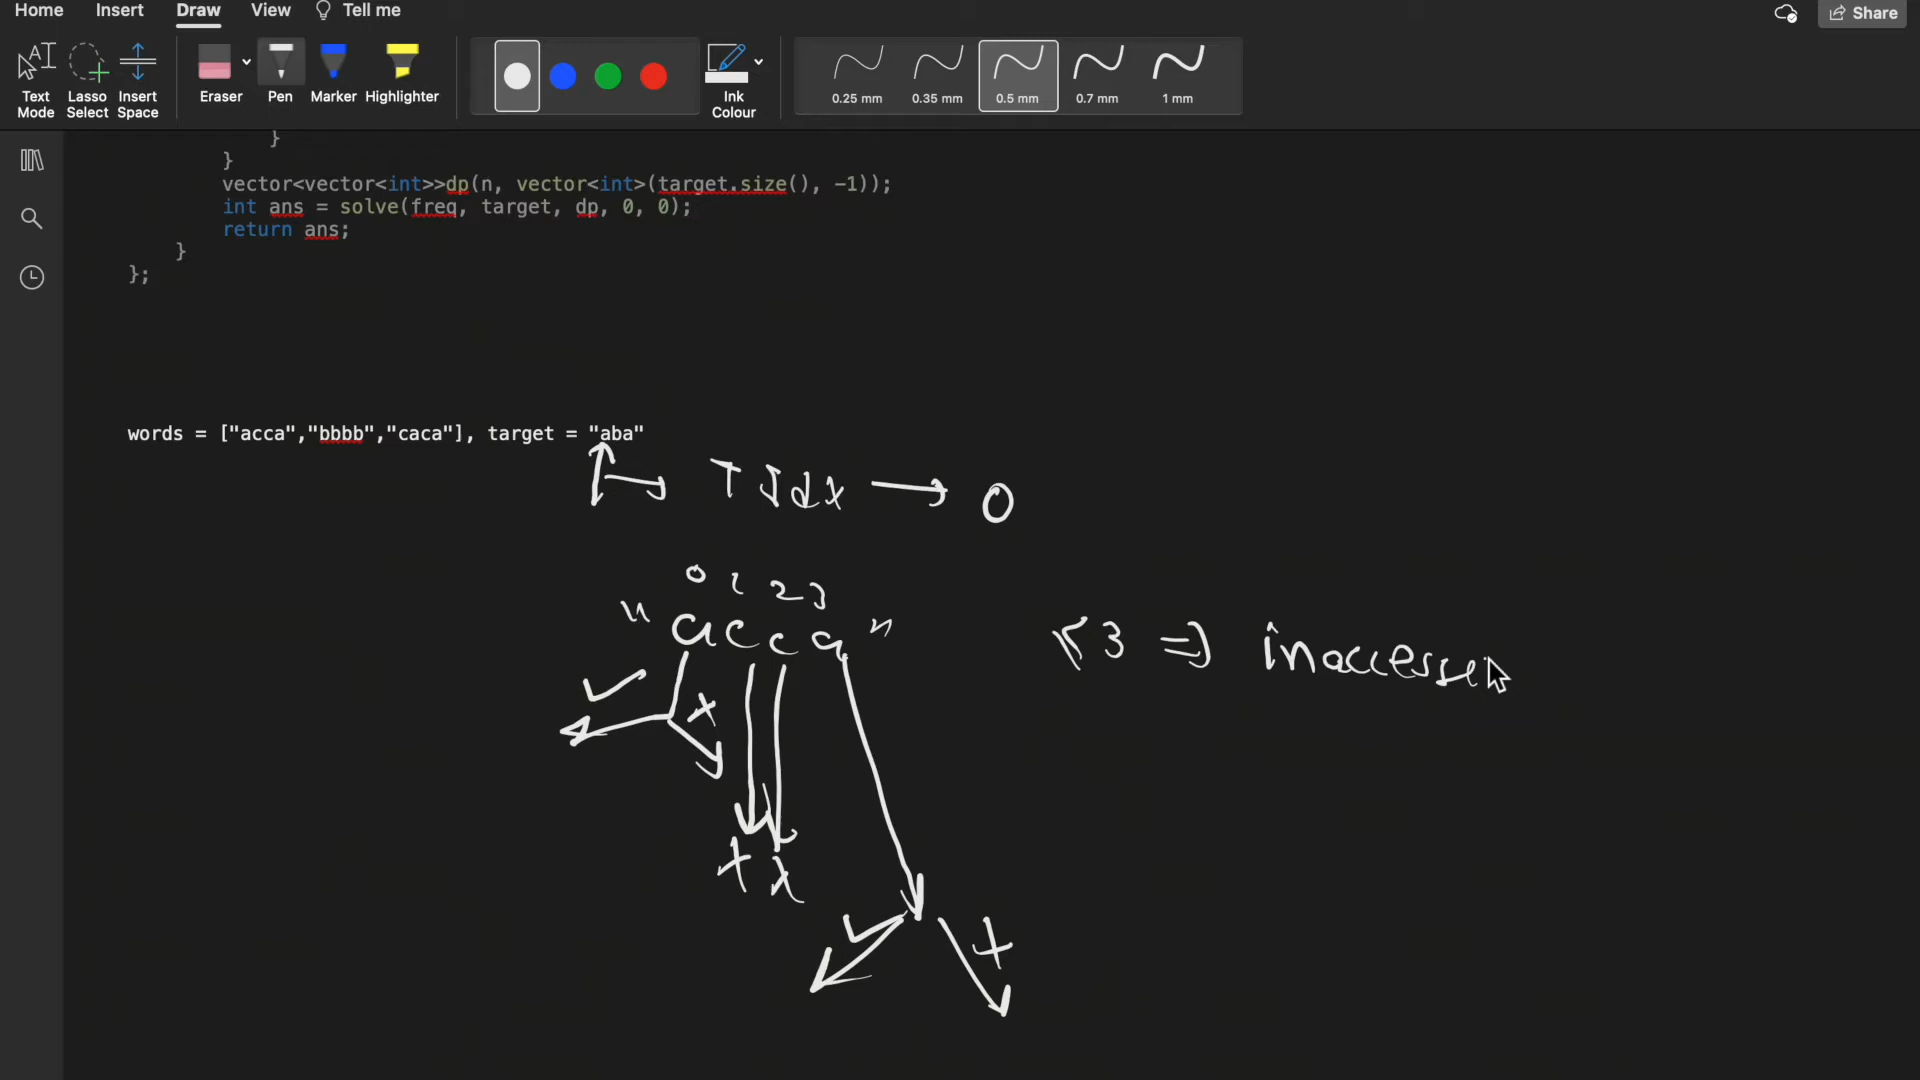 Home Insert Draw View Tell me Share
Text Mode Lasso Select Insert Space Eraser Pen Marker Highlighter Ink Colour 0.25 mm 0.35 mm 0.5 mm 0.7 mm 1 mm
}
}
vector<vector<int>>dp(n, vector<int>(target.size(), -1));
int ans = solve(freq, target, dp, 0, 0);
return ans;
}
};
words = ["acca","bbbb","caca"], target = "aba"
TIdx → 0
0 1 2 3
"acca"
≤3 ⇒ inaccesse
✓ x
x x
✓ x